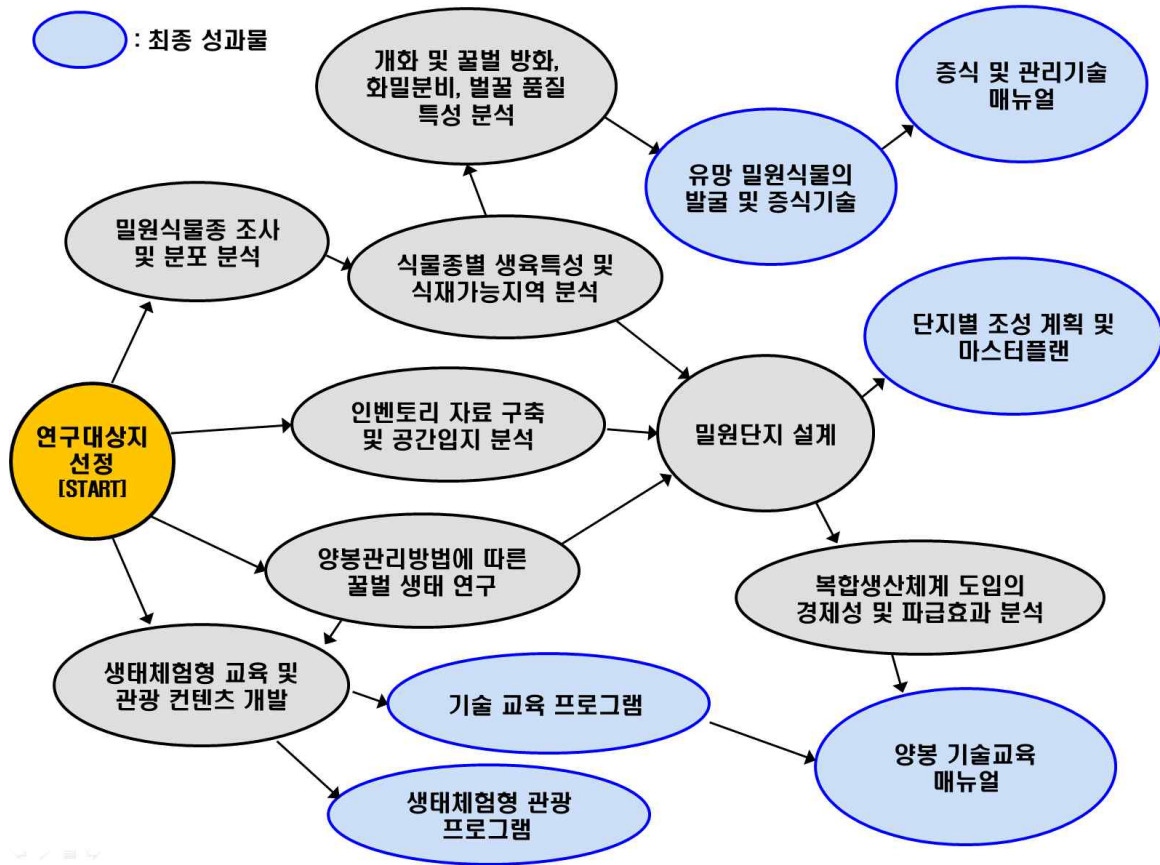 : 최종 성과물
개화 및 꿀벌 방화,
화밀분비, 벌꿀 품질
특성 분석
증식 및 관리기술
매뉴얼
유망 밀원식물의
발굴 및 증식기술
밀원식물종 조사
및 분포 분석
식물종별 생육특성 및
식재가능지역 분석
단지별 조성 계획 및
마스터플랜
연구대상지
선정
[START]
인벤토리 자료 구축
및 공간입지 분석
밀원단지 설계
양봉관리방법에 따른
꿀벌 생태 연구
복합생산체계 도입의
경제성 및 파급효과 분석
생태체험형 교육 및
관광 컨텐츠 개발
기술 교육 프로그램
양봉 기술교육
매뉴얼
생태체험형 관광
프로그램